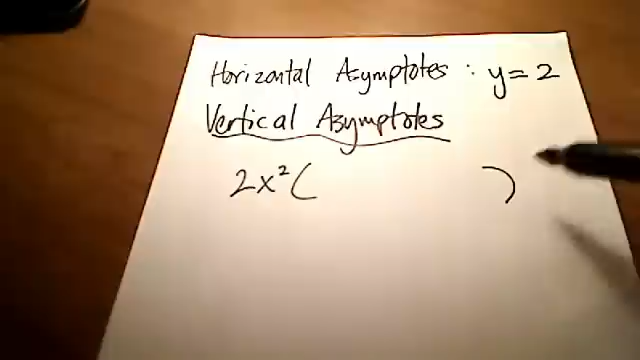 Horizontal Asymptotes : y = 2
Vertical Asymptotes
2x²( )